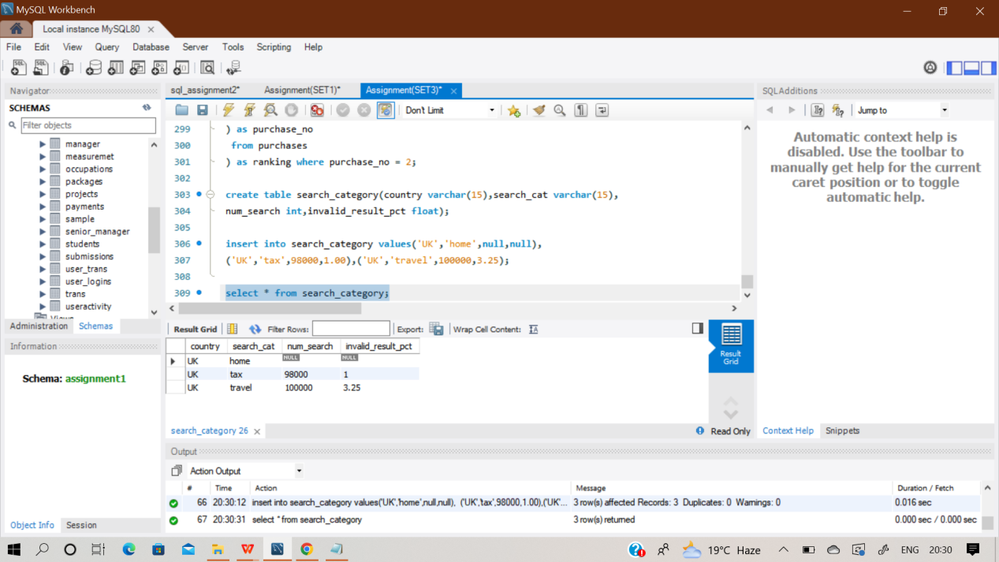 MySQL Workbench
Local instance MySQL80
File Edit View Query Database Server Tools Scripting Help
Navigator
SCHEMAS
Filter objects
manager
measuremet
occupations
packages
projects
payments
sample
senior_manager
students
submissions
user_trans
user_logins
trans
useractivity
Views
Administration Schemas
Information
Schema: assignment1
Object Info Session
sql_assignment2* Assignment(SET1)* Assignment(SET3)*
Don't Limit
299 ) as purchase_no
300 from purchases
301 ) as ranking where purchase_no = 2;
302
303 create table search_category(country varchar(15),search_cat varchar(15),
304 num_search int,invalid_result_pct float);
305
306 insert into search_category values('UK','home',null,null),
307 ('UK','tax',98000,1.00),('UK','travel',100000,3.25);
308
309 select * from search_category;
Result Grid Filter Rows: Export: Wrap Cell Content:
country search_cat num_search invalid_result_pct
UK home NULL NULL
UK tax 98000 1
UK travel 100000 3.25
Result
Grid
search_category 26 Read Only
SQLAdditions
Jump to
Automatic context help is
disabled. Use the toolbar to
manually get help for the current
caret position or to toggle
automatic help.
Context Help Snippets
Output
Action Output
# Time Action Message Duration / Fetch
66 20:30:12 insert into search_category values('UK','home',null,null), ('UK','tax',98000,1.00),('UK'... 3 row(s) affected Records: 3 Duplicates: 0 Warnings: 0 0.016 sec
67 20:30:31 select * from search_category 3 row(s) returned 0.000 sec / 0.000 sec
19°C Haze ENG 20:30